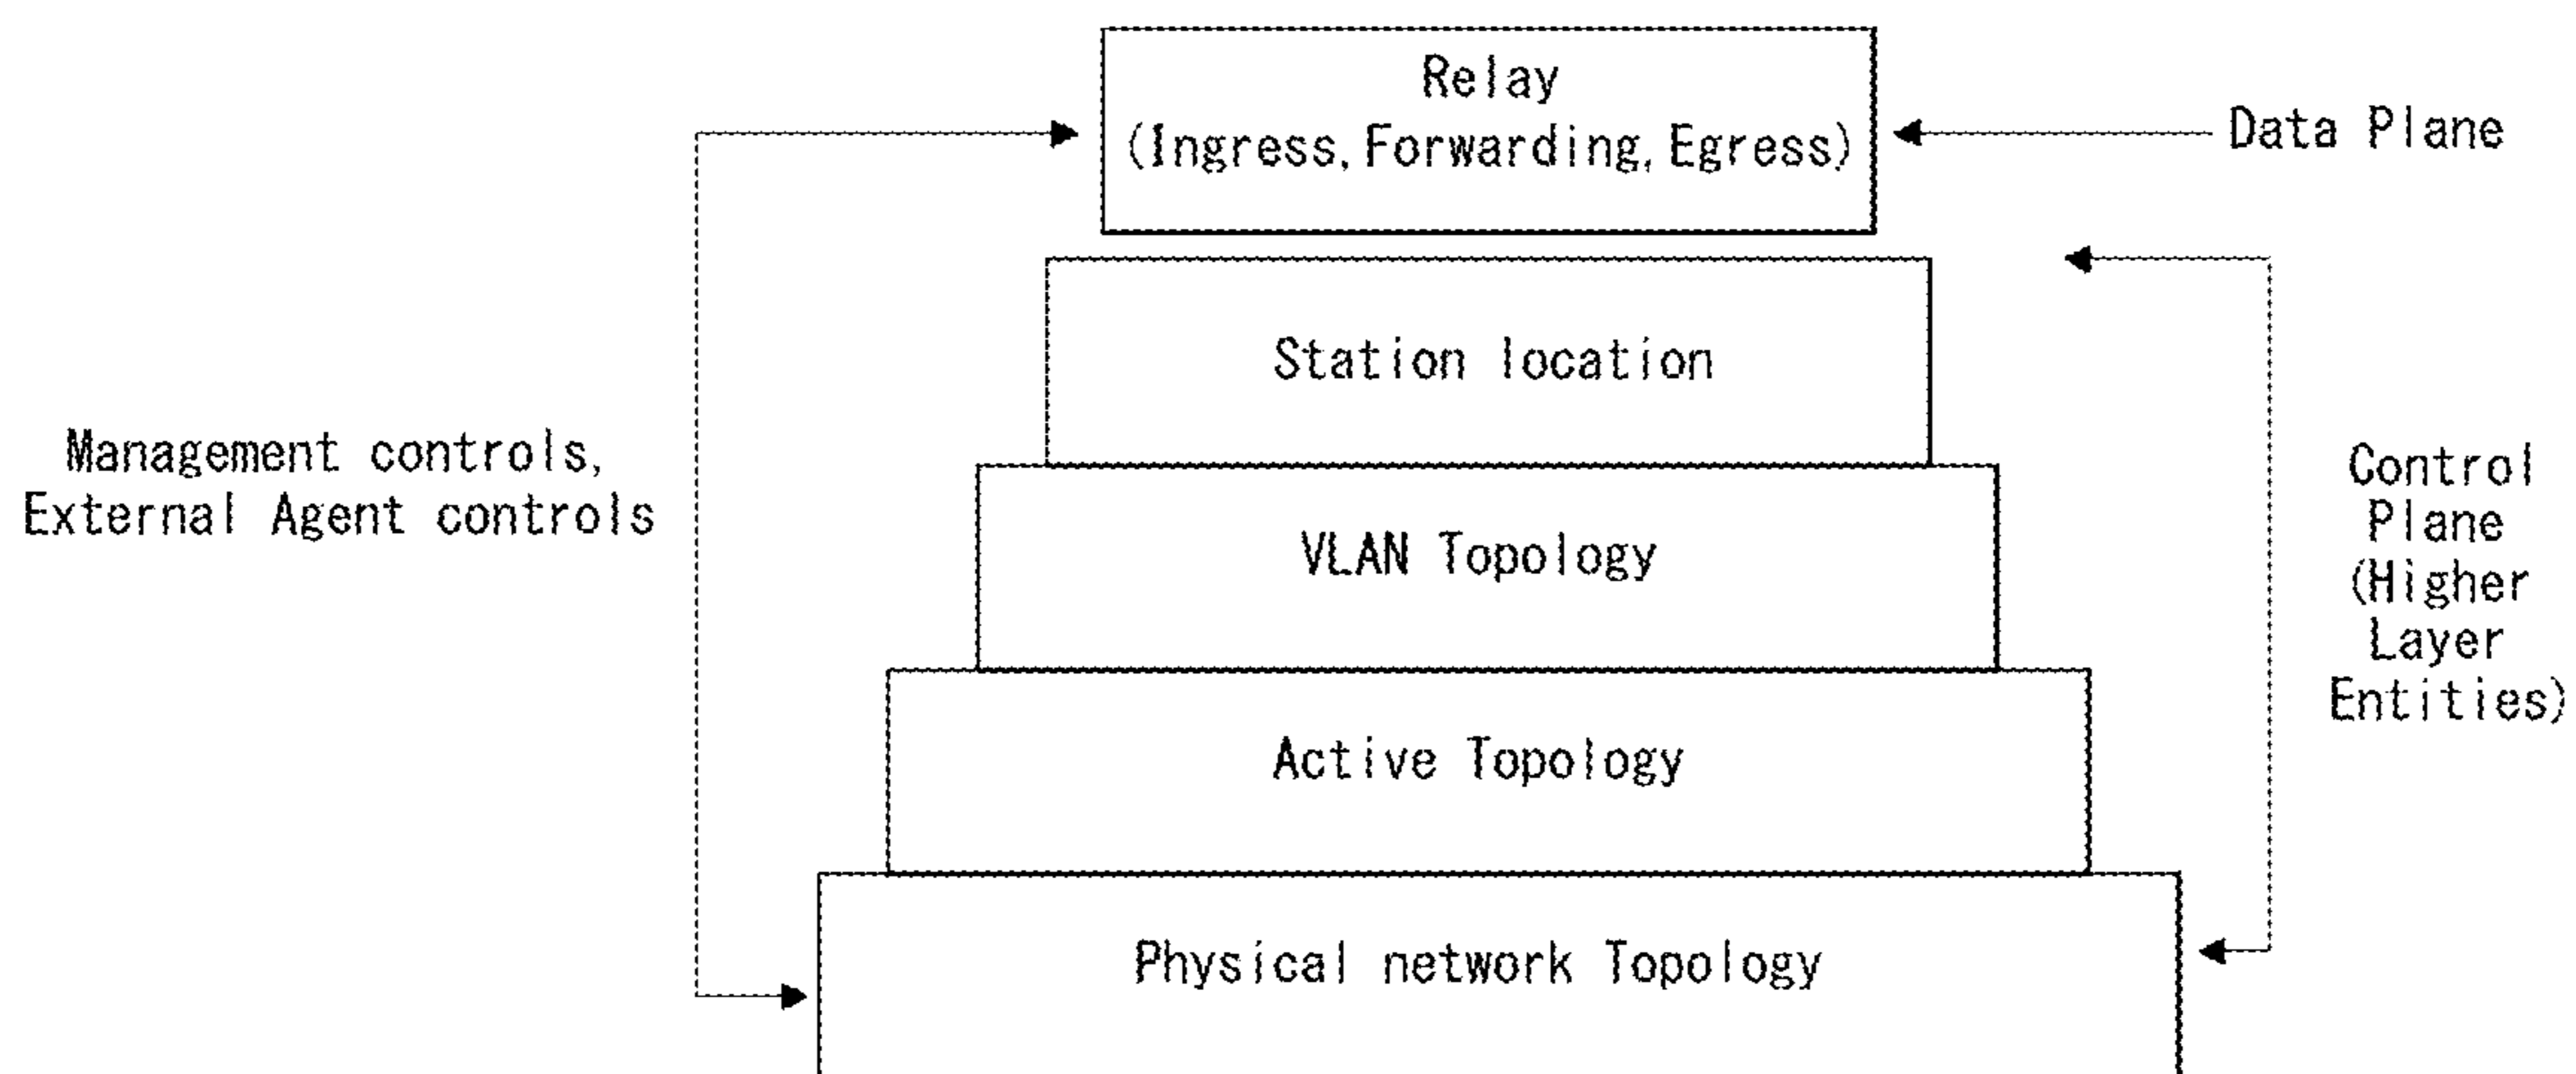 Relay
(Ingress, Forwarding, Egress)
Data Plane
Station location
Management controls,
External Agent controls
VLAN Topology
Control
Plane
(Higher
Layer
Entities)
Active Topology
Physical network Topology